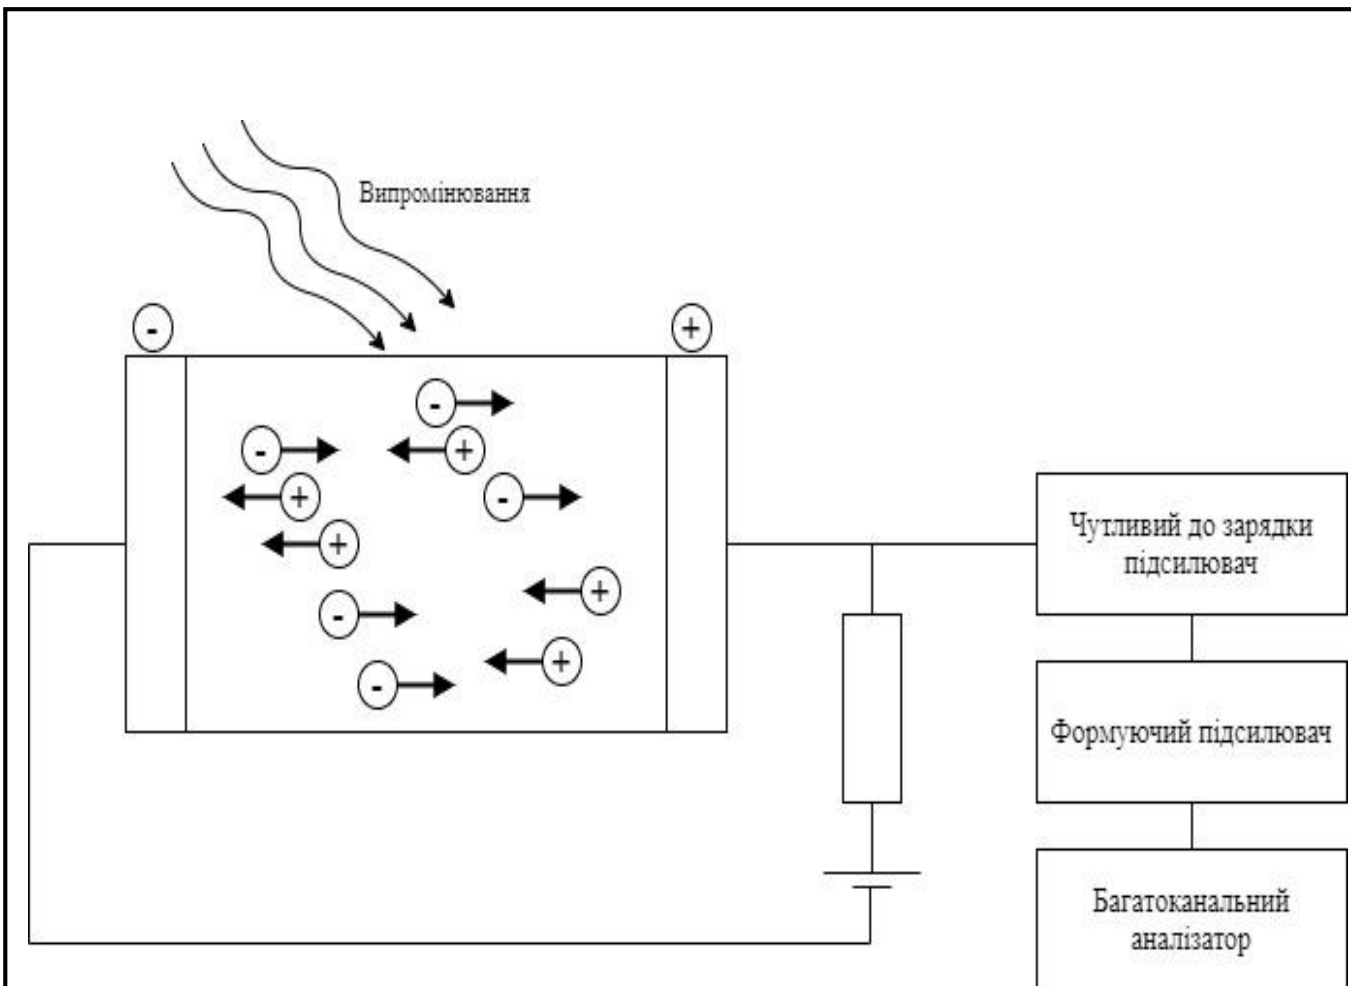 Випромінювання
-
+
-
-
+
+
-
+
+
-
+
-
+
Чутливий до зарядки
підсилювач
Формуючий підсилювач
Багатоканальний
аналізатор